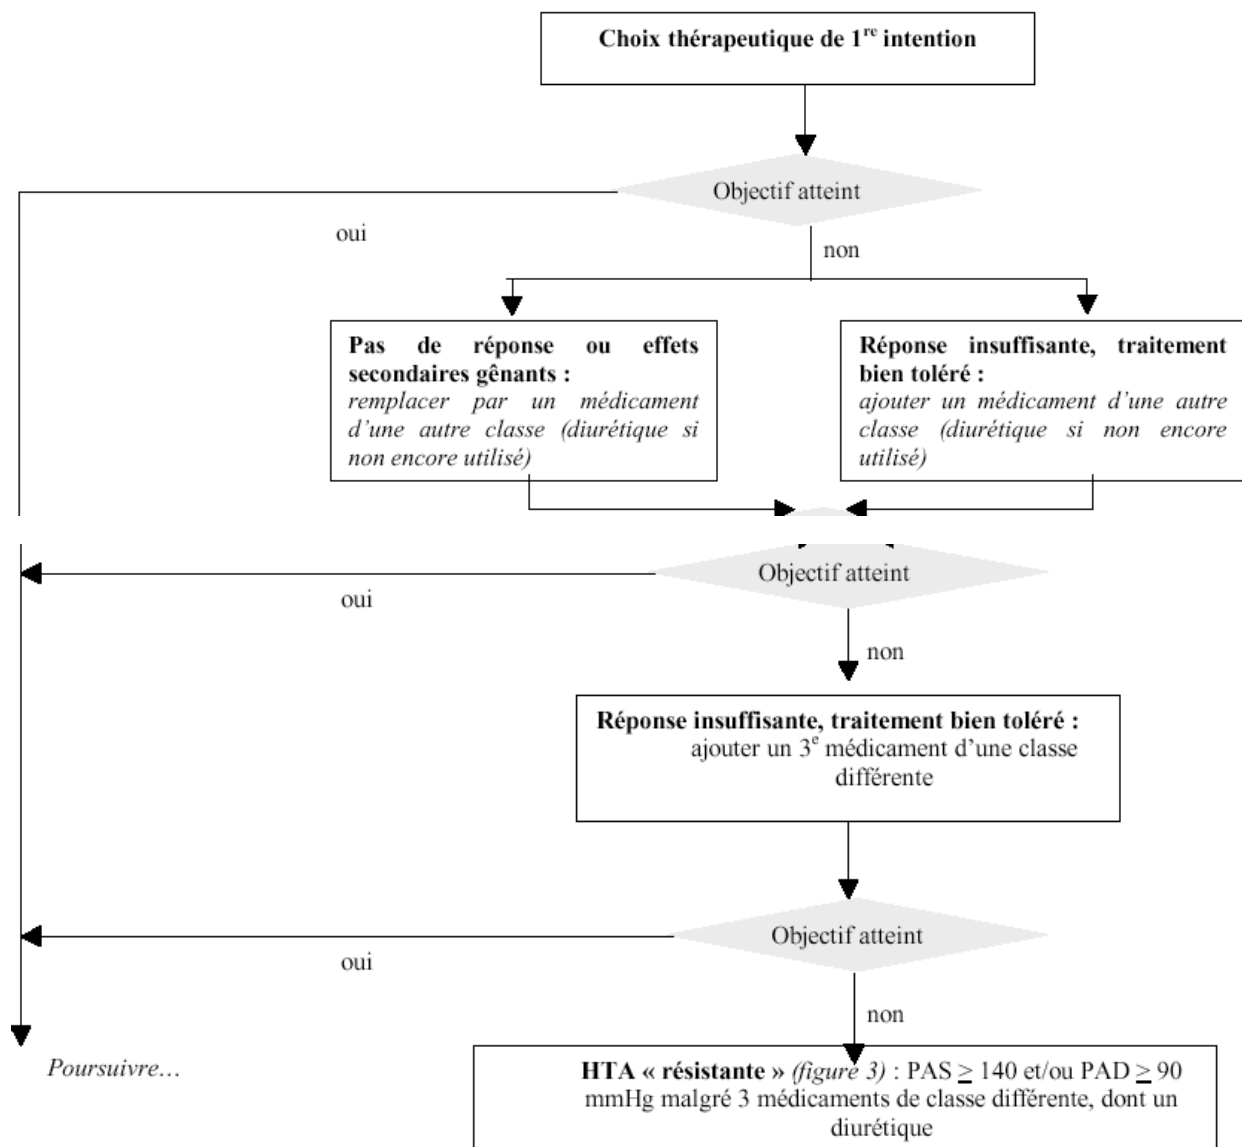 Choix thérapeutique de 1re intention
Objectif atteint
oui
non
Pas de réponse ou effets
secondaires gênants :
remplacer par un médicament
d'une autre classe (diurétique si
non encore utilisé)
Réponse insuffisante, traitement
bien toléré :
ajouter un médicament d'une autre
classe (diurétique si non encore
utilisé)
Objectif atteint
oui
non
Réponse insuffisante, traitement bien toléré :
ajouter un 3e médicament d'une classe
différente
Objectif atteint
oui
non
Poursuivre…
HTA « résistante » (figure 3) : PAS ≥ 140 et/ou PAD ≥ 90
mmHg malgré 3 médicaments de classe différente, dont un
diurétique